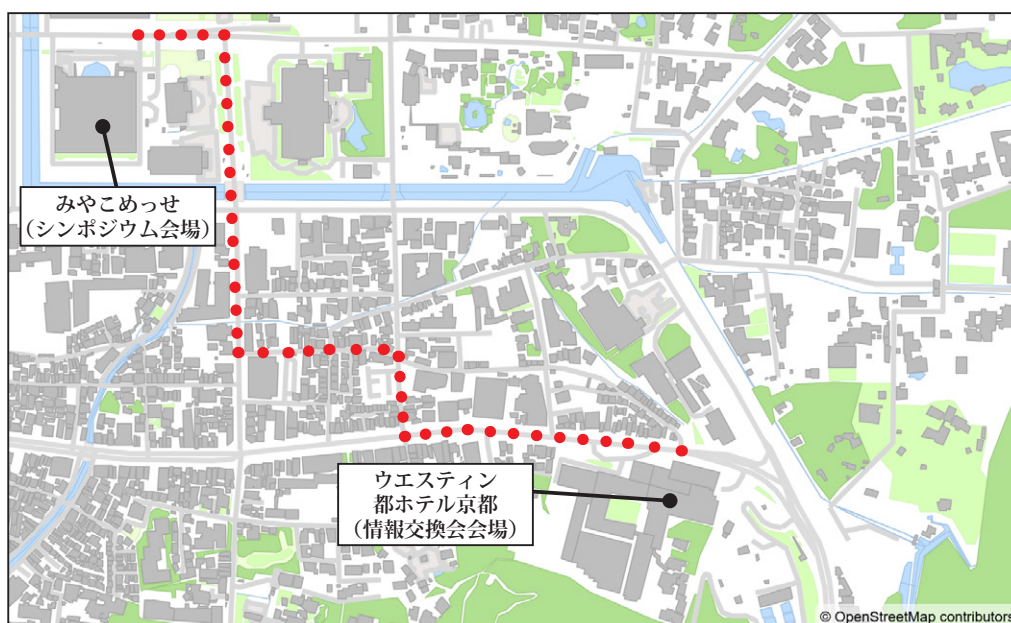 みやこめっせ
（シンポジウム会場）
ウエスティン
都ホテル京都
（情報交換会会場）
© OpenStreetMap contributors